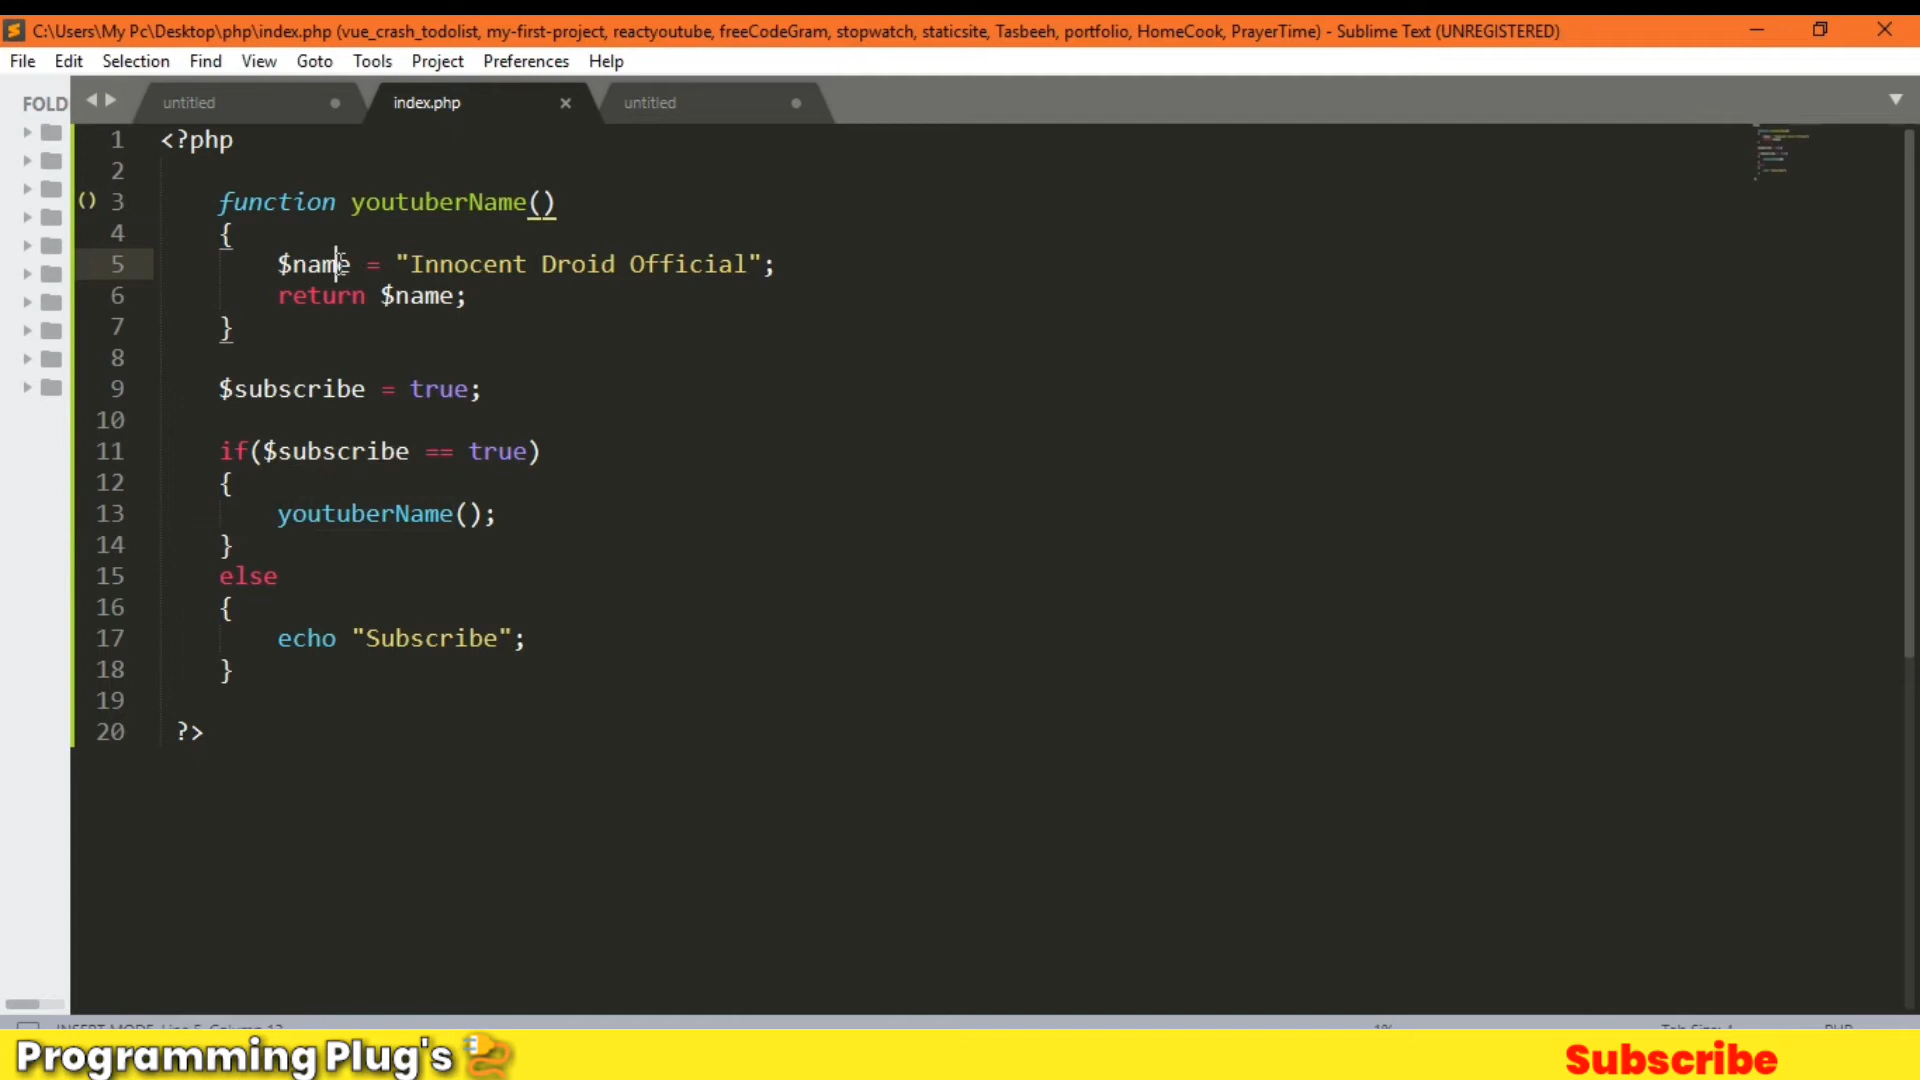 C:\Users\My Pc\Desktop\php\index.php (vue_crash_todolist, my-first-project, reactyoutube, freeCodeGram, stopwatch, staticsite, Tasbeeh, portfolio, HomeCook, PrayerTime) - Sublime Text (UNREGISTERED)
File Edit Selection Find View Goto Tools Project Preferences Help
FOLD
untitled index.php untitled
1 <?php
2
() 3 function youtuberName()
4 {
5 $name = "Innocent Droid Official";
6 return $name;
7 }
8
9 $subscribe = true;
10
11 if($subscribe == true)
12 {
13 youtuberName();
14 }
15 else
16 {
17 echo "Subscribe";
18 }
19
20 ?>
Programming Plug's
Subscribe